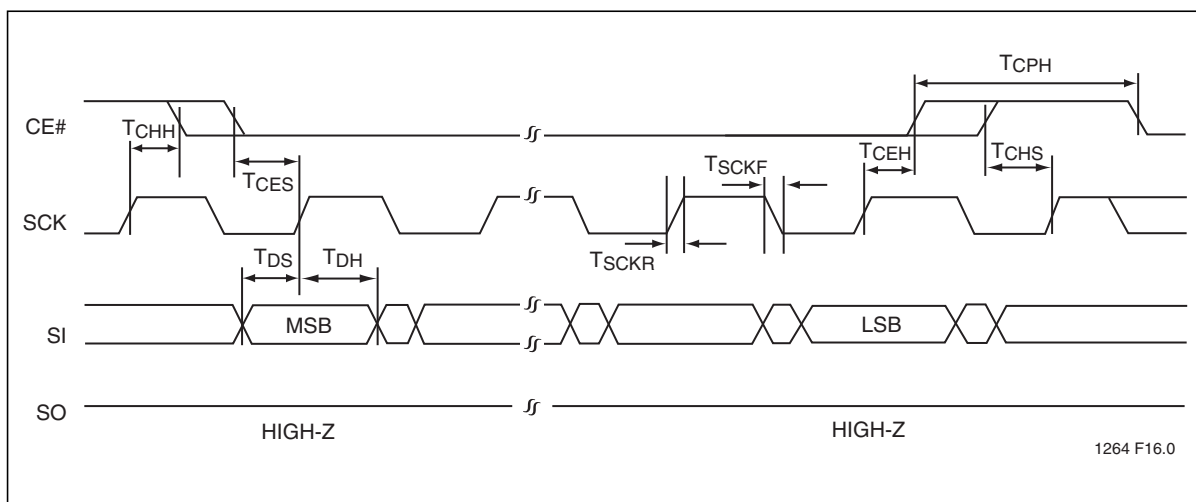 TCPH
CE#
TCHH
TCES
TSCKF
TCEH
TCHS
SCK
TSCKR
TDS
TDH
SI
MSB
LSB
SO
HIGH-Z
HIGH-Z
1264 F16.0